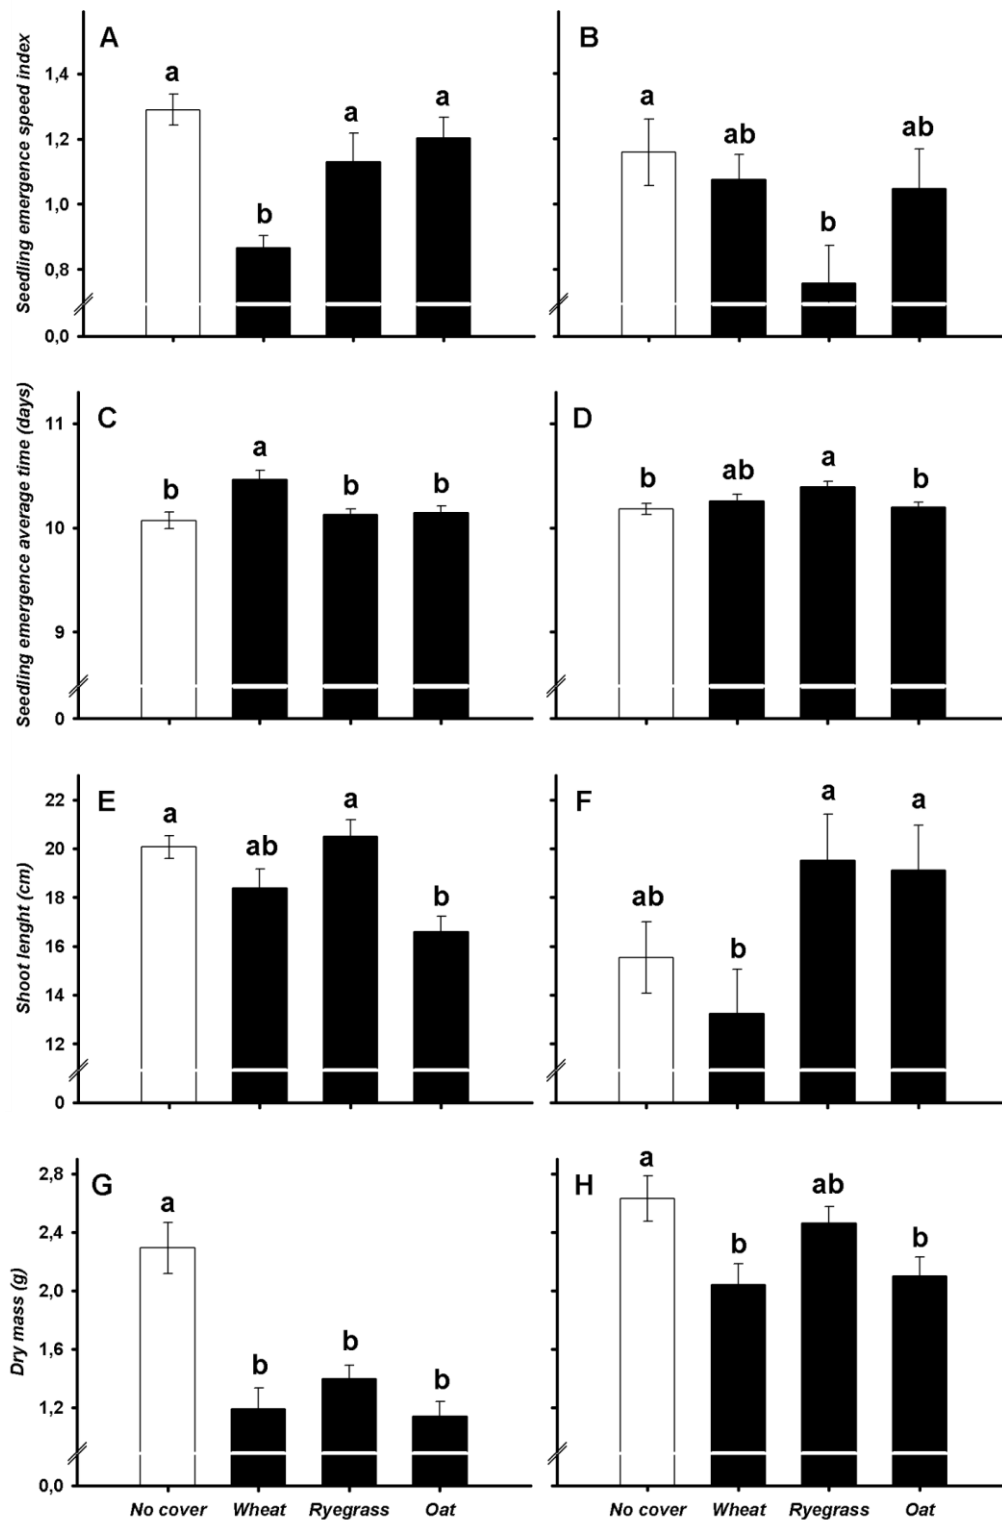 A
B
Seedling emergence speed index
1,4
1,2
1,0
0,8
0,0
a
b
a
a
a
ab
b
ab
C
D
Seedling emergence average time (days)
11
10
9
0
b
a
b
b
b
ab
a
b
E
F
Shoot lenght (cm)
22
20
18
16
14
12
0
a
ab
a
b
ab
b
a
a
G
H
Dry mass (g)
2,8
2,4
2,0
1,6
1,2
0,0
a
b
b
b
a
b
ab
b
No cover Wheat Ryegrass Oat
No cover Wheat Ryegrass Oat